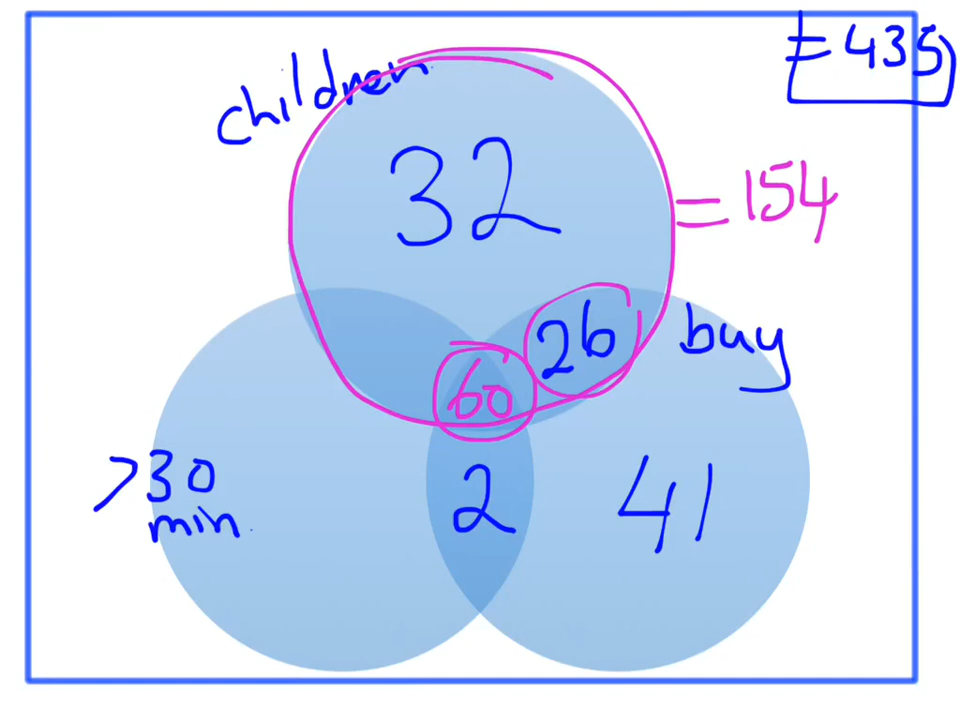 = 435
children
32
= 154
26
buy
60
>30
min.
2
41